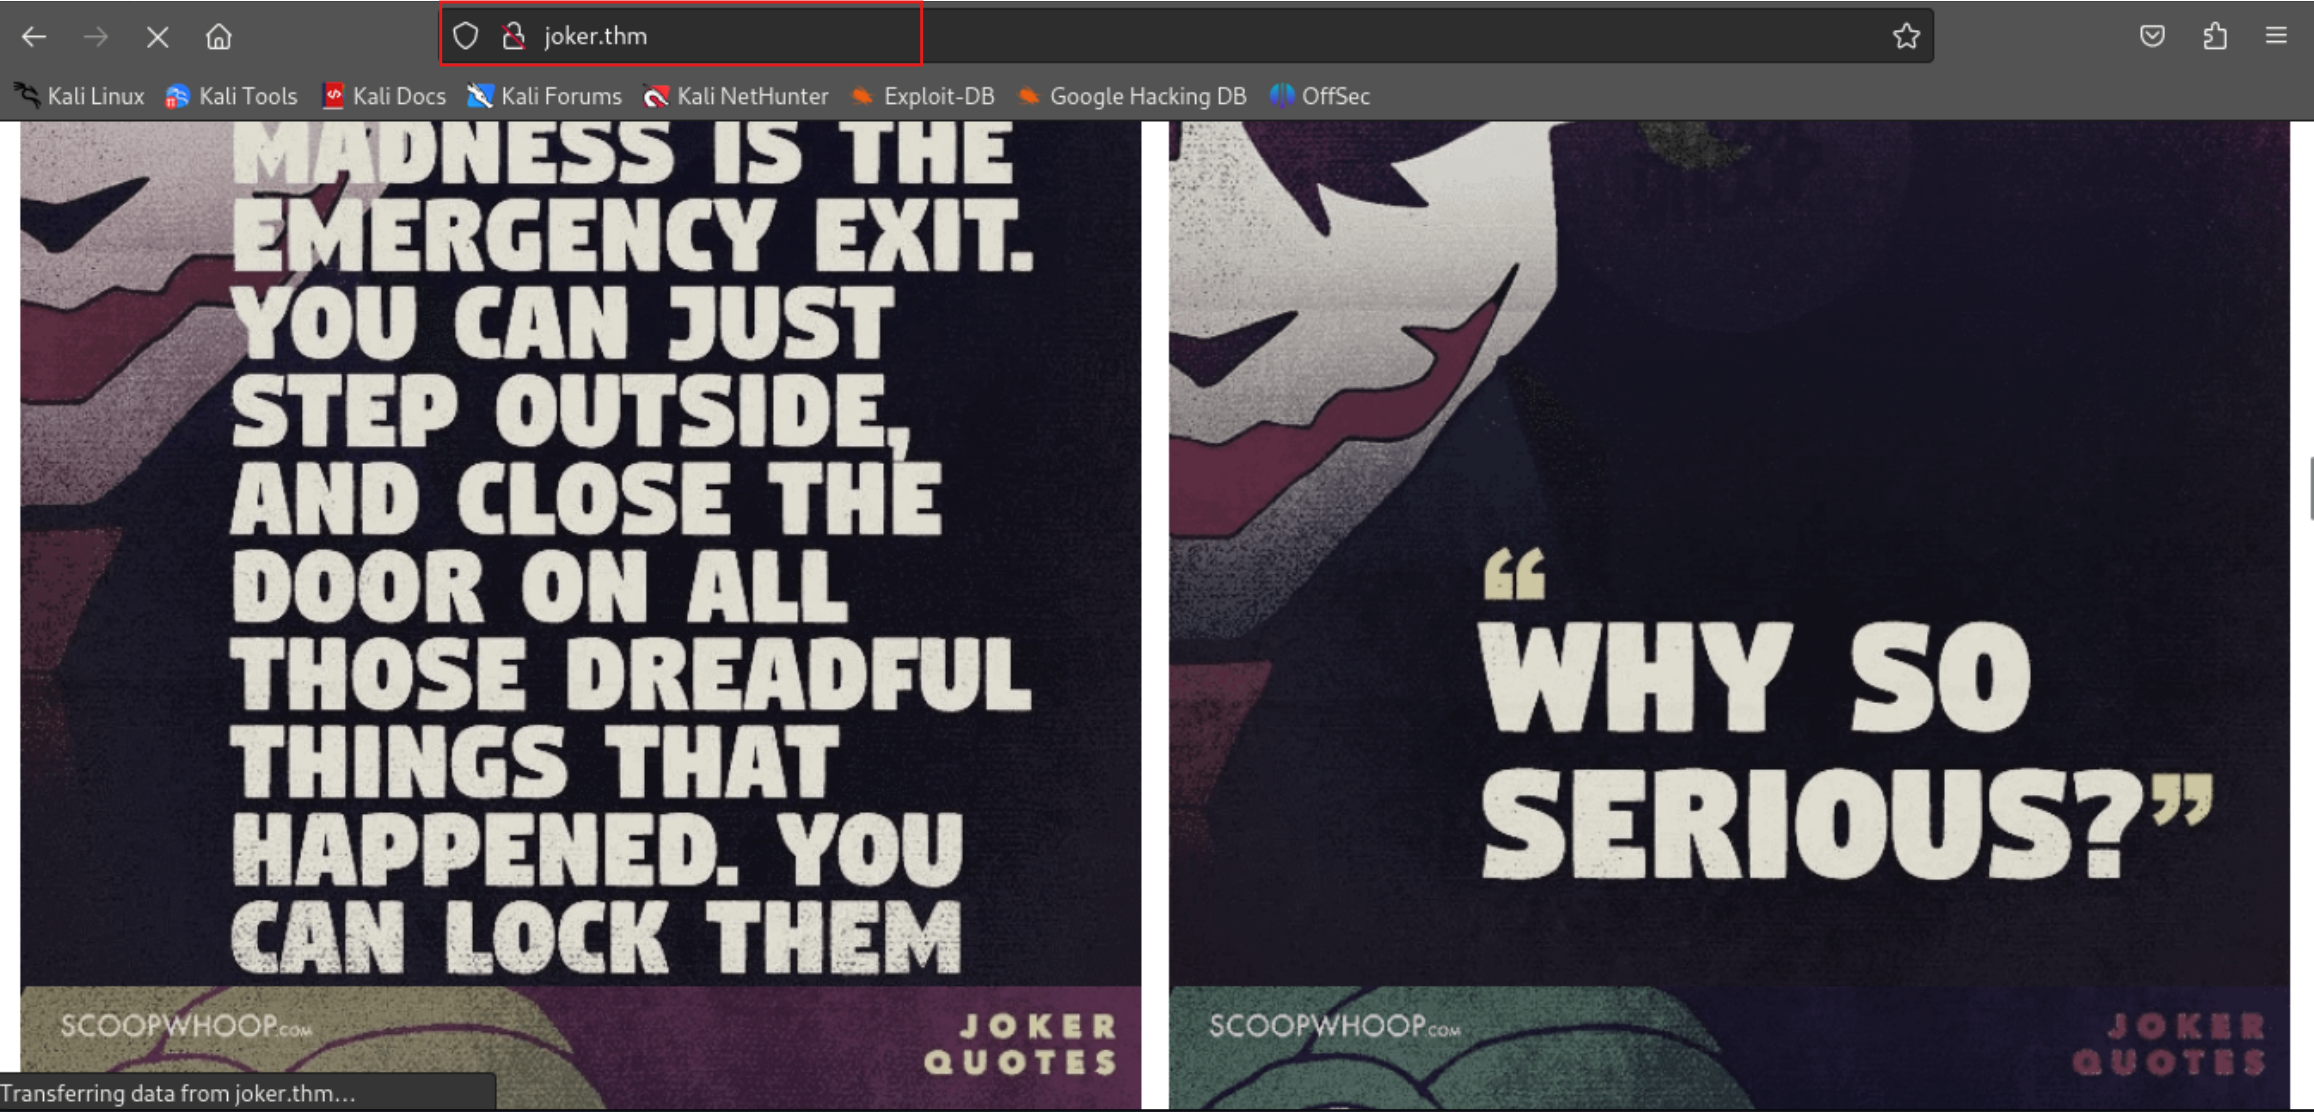 joker.thm
Kali Linux Kali Tools Kali Docs Kali Forums Kali NetHunter Exploit-DB Google Hacking DB OffSec
MADNESS IS THE
EMERGENCY EXIT.
YOU CAN JUST
STEP OUTSIDE,
AND CLOSE THE
DOOR ON ALL
THOSE DREADFUL
THINGS THAT
HAPPENED. YOU
CAN LOCK THEM
SCOOPWHOOP.COM
JOKER
QUOTES
“
WHY SO
SERIOUS?”
SCOOPWHOOP.COM
JOKER
QUOTES
Transferring data from joker.thm...